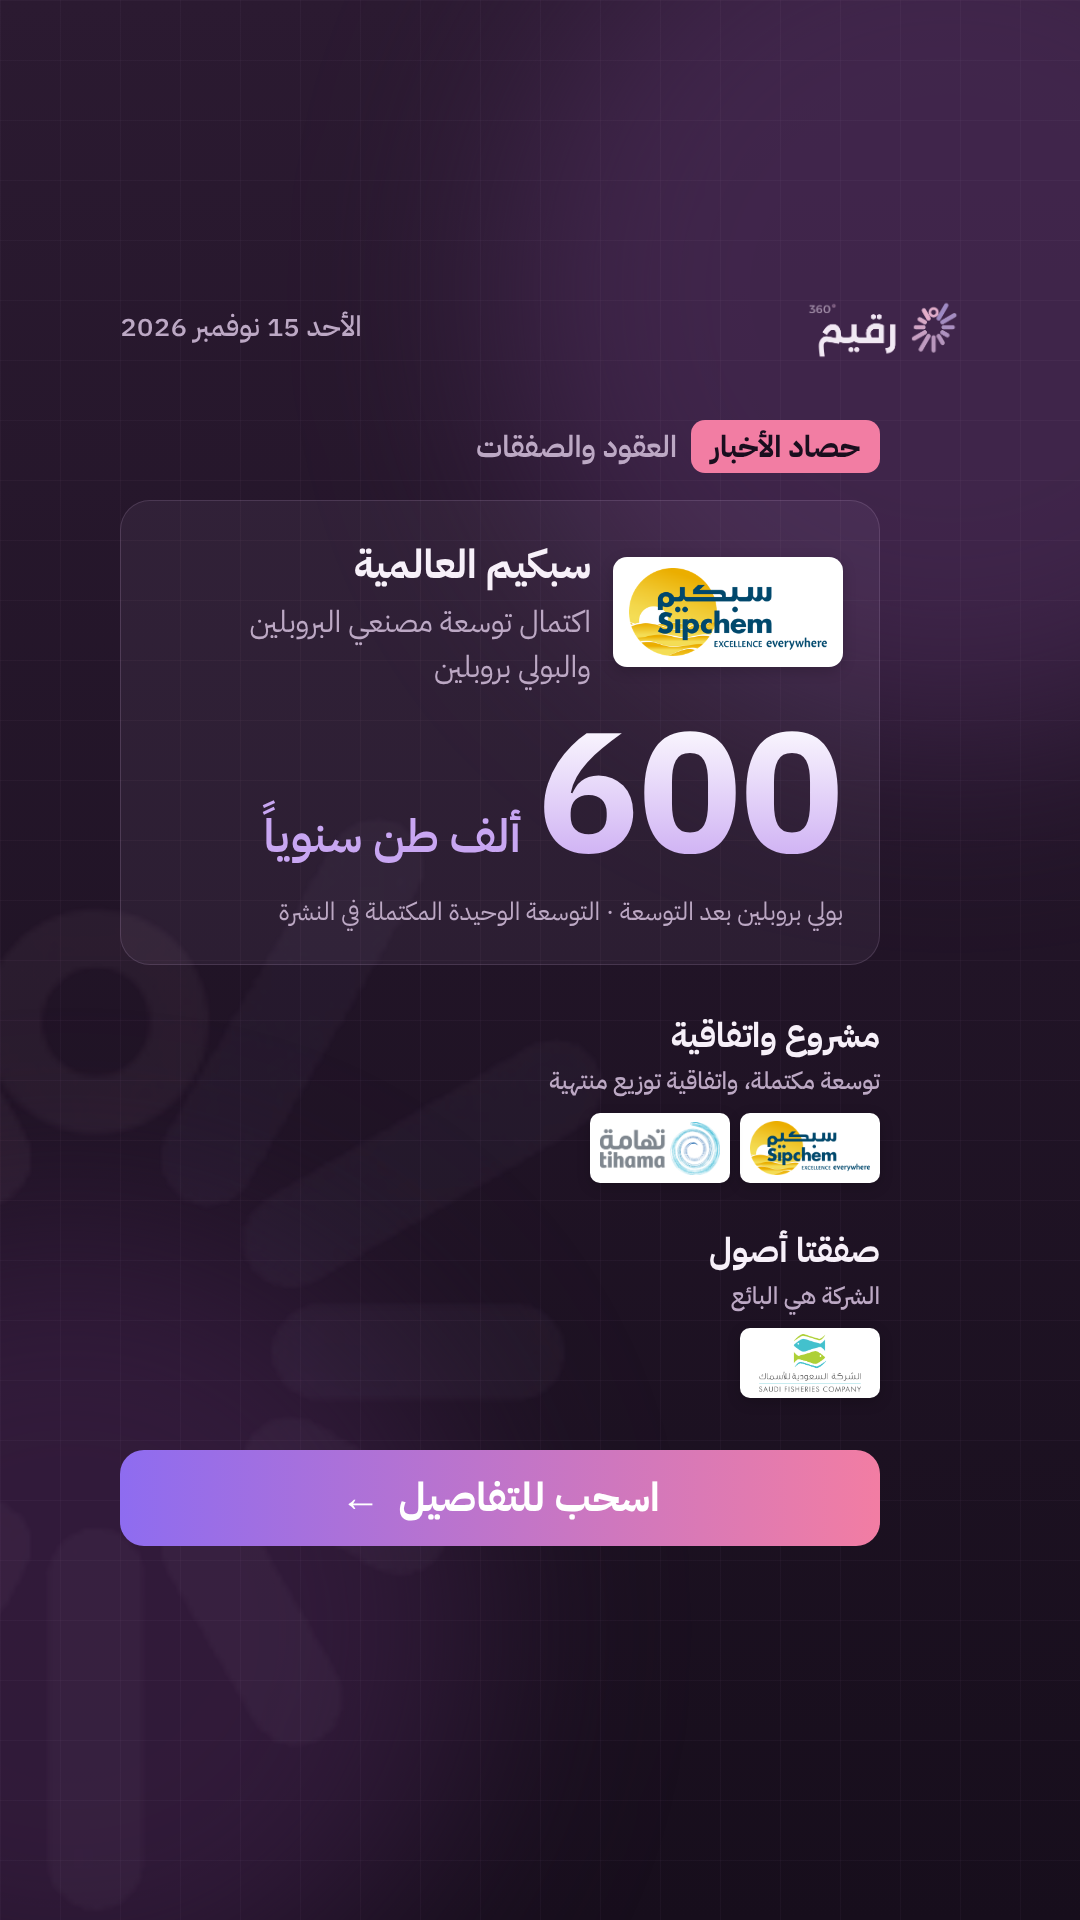 رقيم 360°
الأحد 15 نوفمبر 2026
حصاد الأخبار العقود والصفقات
سبكيم
Sipchem
EXCELLENCE everywhere
سبكيم العالمية
اكتمال توسعة مصنعي البروبلين
والبولي بروبلين
600 ألف طن سنوياً
بولي بروبلين بعد التوسعة · التوسعة الوحيدة المكتملة في النشرة
مشروع واتفاقية
توسعة مكتملة، واتفاقية توزيع منتهية
سبكيم
Sipchem
EXCELLENCE everywhere
تهامة
tihama
صفقتا أصول
الشركة هي البائع
الشركة السعودية للأسماك
SAUDI FISHERIES COMPANY
اسحب للتفاصيل ←